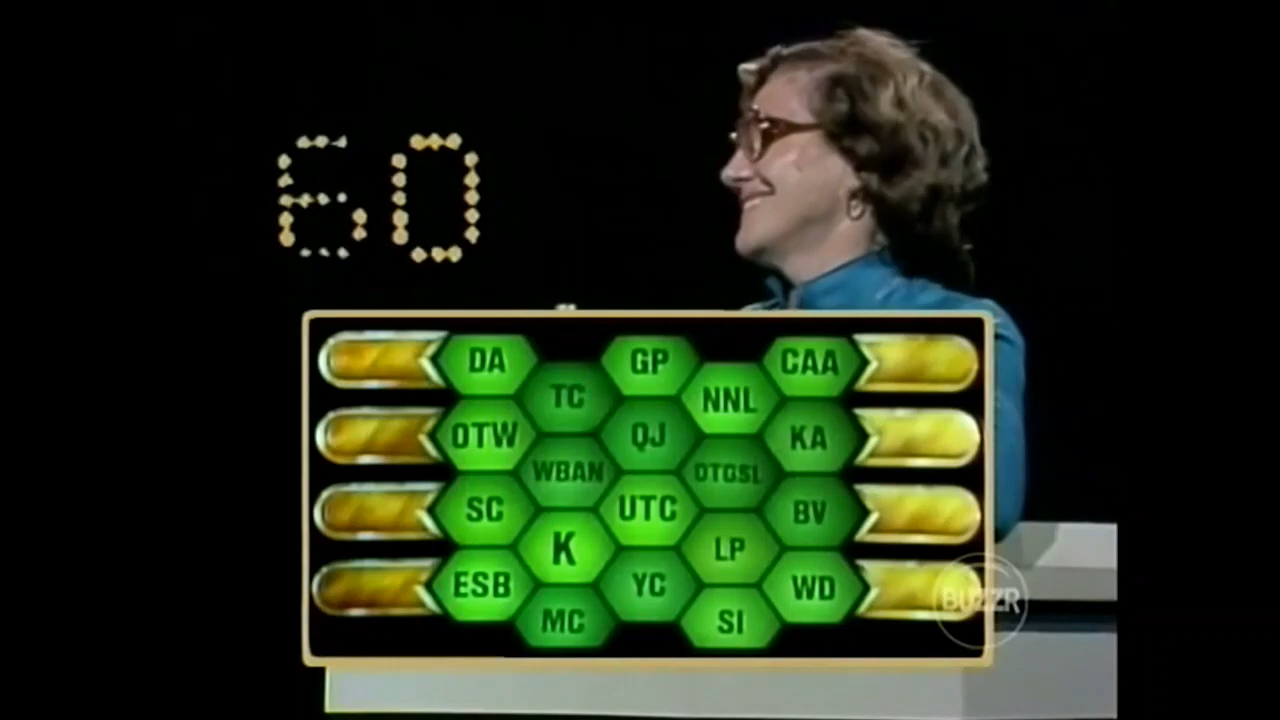 60
DA GP CAA
TC NNL
OTW QJ KA
WBAN OTGSL
SC UTC BV
K LP
ESB YC WD
MC SI
BUZZR